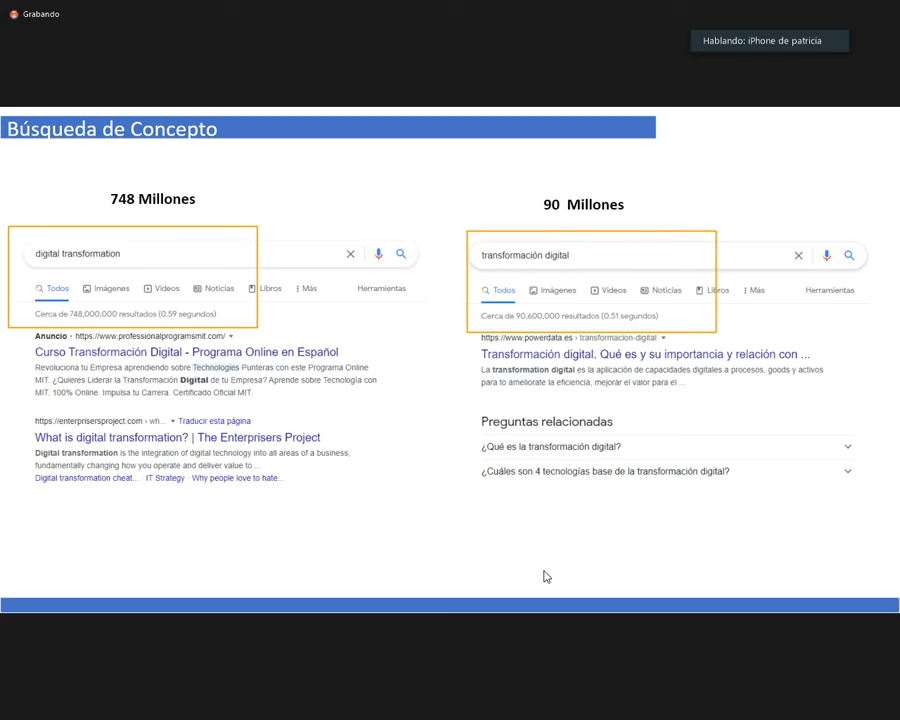 Grabando
Hablando: iPhone de patricia
Búsqueda de Concepto
748 Millones
digital transformation
Todos Imágenes Videos Noticias Libros Más Herramientas
Cerca de 748,000,000 resultados (0.59 segundos)
Anuncio · https://www.professionalprogramsmit.com/
Curso Transformación Digital - Programa Online en Español
Revoluciona tu Empresa aprendiendo sobre Technologies Punteras con este Programa Online
MIT. ¿Quieres Liderar la Transformación Digital de tu Empresa? Aprende sobre Tecnología con
MIT. 100% Online. Impulsa tu Carrera. Certificado Oficial MIT.
https://enterprisersproject.com › wh... Traducir esta página
What is digital transformation? | The Enterprisers Project
Digital transformation is the integration of digital technology into all areas of a business,
fundamentally changing how you operate and deliver value to ...
Digital transformation cheat... · IT Strategy · Why people love to hate...
90 Millones
transformación digital
Todos Imágenes Videos Noticias Libros Más Herramientas
Cerca de 90,600,000 resultados (0.51 segundos)
https://www.powerdata.es › transformacion-digital
Transformación digital. Qué es y su importancia y relación con ...
La transformation digital es la aplicación de capacidades digitales a procesos, goods y activos
para to ameliorate la eficiencia, mejorar el valor para el ...
Preguntas relacionadas
¿Qué es la transformación digital?
¿Cuáles son 4 tecnologías base de la transformación digital?